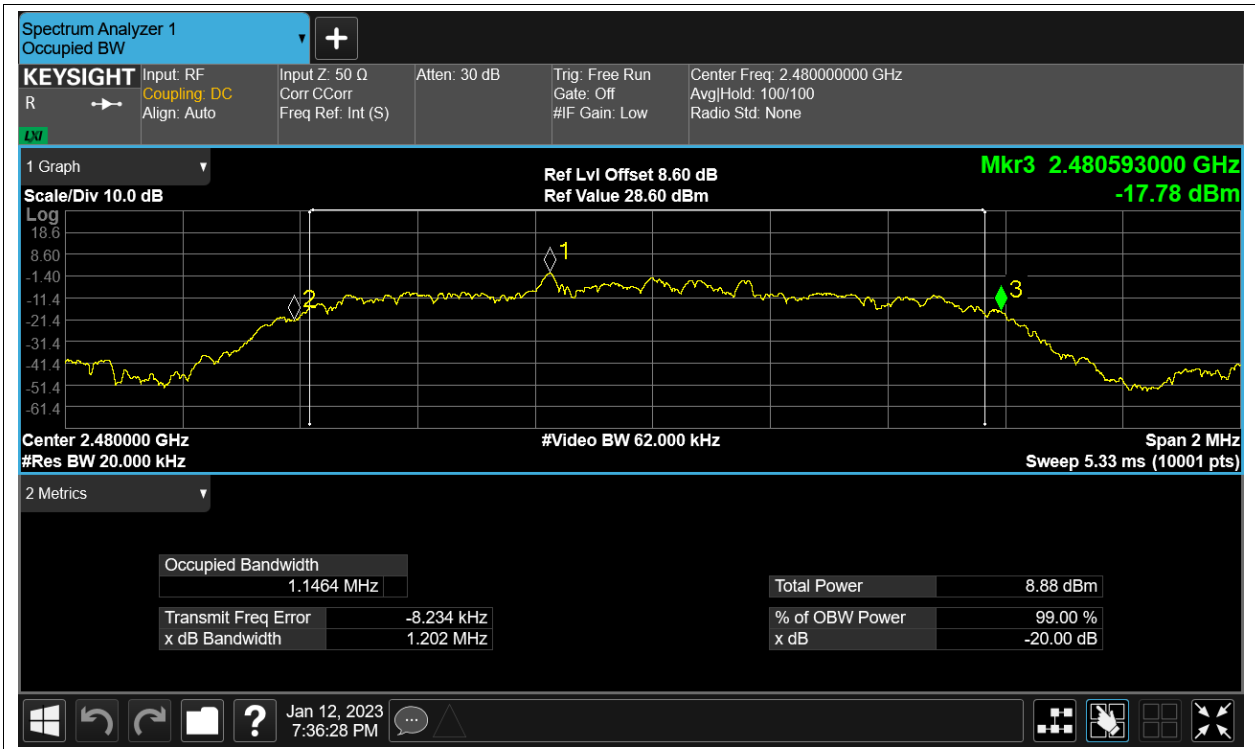 Spectrum Analyzer 1
Occupied BW
KEYSIGHT
R
LXI
Input: RF
Coupling: DC
Align: Auto
Input Z: 50 Ω
Corr CCorr
Freq Ref: Int (S)
Atten: 30 dB
Trig: Free Run
Gate: Off
#IF Gain: Low
Center Freq: 2.480000000 GHz
Avg|Hold: 100/100
Radio Std: None
1 Graph
Scale/Div 10.0 dB
Ref Lvl Offset 8.60 dB
Ref Value 28.60 dBm
Mkr3 2.480593000 GHz
-17.78 dBm
Log
18.6
8.60
-1.40
-11.4
-21.4
-31.4
-41.4
-51.4
-61.4
1
2
3
Center 2.480000 GHz
#Res BW 20.000 kHz
#Video BW 62.000 kHz
Span 2 MHz
Sweep 5.33 ms (10001 pts)
2 Metrics
Occupied Bandwidth
1.1464 MHz
Transmit Freq Error -8.234 kHz
x dB Bandwidth 1.202 MHz
Total Power 8.88 dBm
% of OBW Power 99.00 %
x dB -20.00 dB
?
Jan 12, 2023
7:36:28 PM